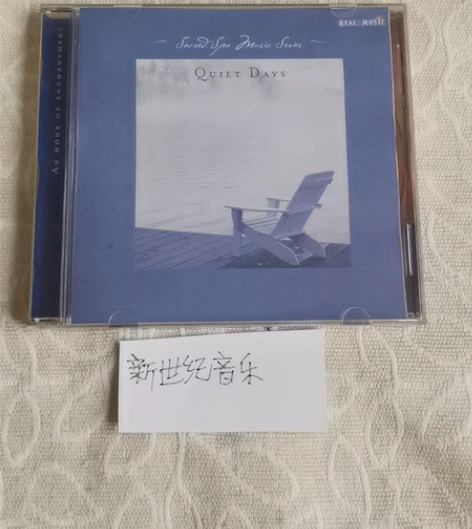 REAL MUSIC
Sacred Spa Music Series
QUIET DAYS
AN HOUR OF ENCHANTMENT
新世纪音乐